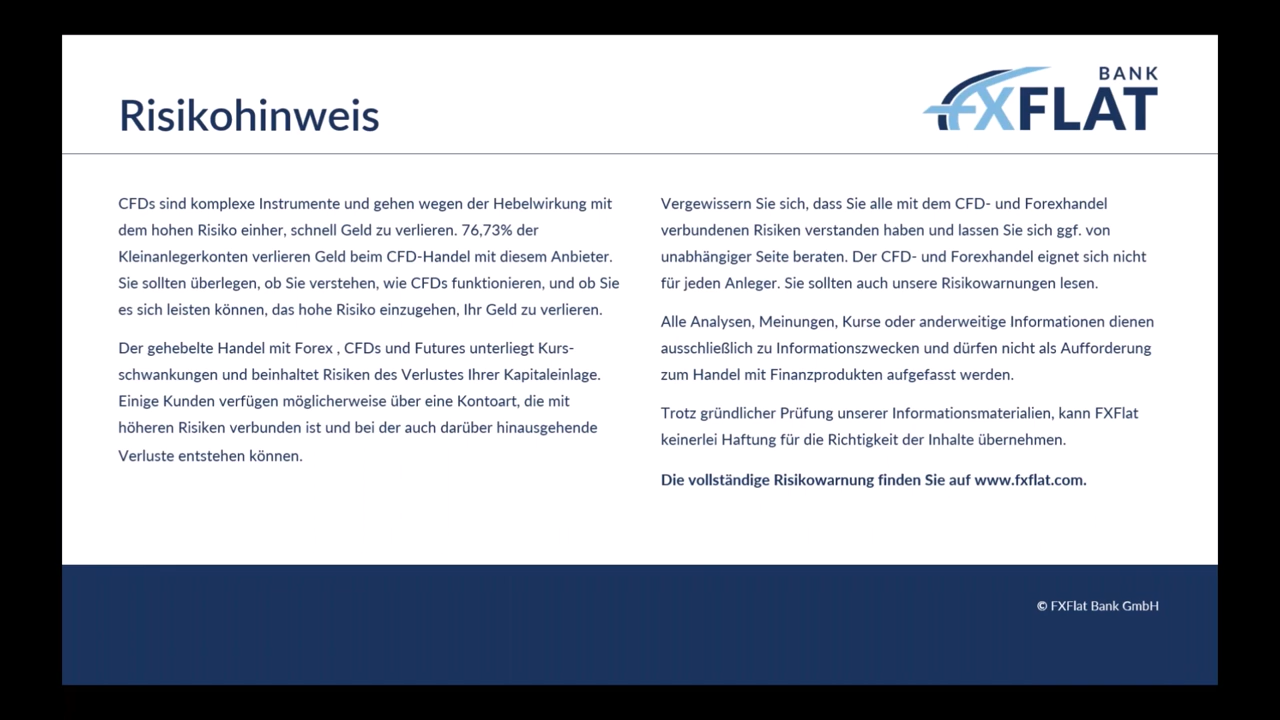 Risikohinweis
BANK
FXFLAT
CFDs sind komplexe Instrumente und gehen wegen der Hebelwirkung mit
dem hohen Risiko einher, schnell Geld zu verlieren. 76,73% der
Kleinanlegerkonten verlieren Geld beim CFD-Handel mit diesem Anbieter.
Sie sollten überlegen, ob Sie verstehen, wie CFDs funktionieren, und ob Sie
es sich leisten können, das hohe Risiko einzugehen, Ihr Geld zu verlieren.
Der gehebelte Handel mit Forex , CFDs und Futures unterliegt Kurs-
schwankungen und beinhaltet Risiken des Verlustes Ihrer Kapitaleinlage.
Einige Kunden verfügen möglicherweise über eine Kontoart, die mit
höheren Risiken verbunden ist und bei der auch darüber hinausgehende
Verluste entstehen können.
Vergewissern Sie sich, dass Sie alle mit dem CFD- und Forexhandel
verbundenen Risiken verstanden haben und lassen Sie sich ggf. von
unabhängiger Seite beraten. Der CFD- und Forexhandel eignet sich nicht
für jeden Anleger. Sie sollten auch unsere Risikowarnungen lesen.
Alle Analysen, Meinungen, Kurse oder anderweitige Informationen dienen
ausschließlich zu Informationszwecken und dürfen nicht als Aufforderung
zum Handel mit Finanzprodukten aufgefasst werden.
Trotz gründlicher Prüfung unserer Informationsmaterialien, kann FXFlat
keinerlei Haftung für die Richtigkeit der Inhalte übernehmen.
Die vollständige Risikowarnung finden Sie auf www.fxflat.com.
© FXFlat Bank GmbH